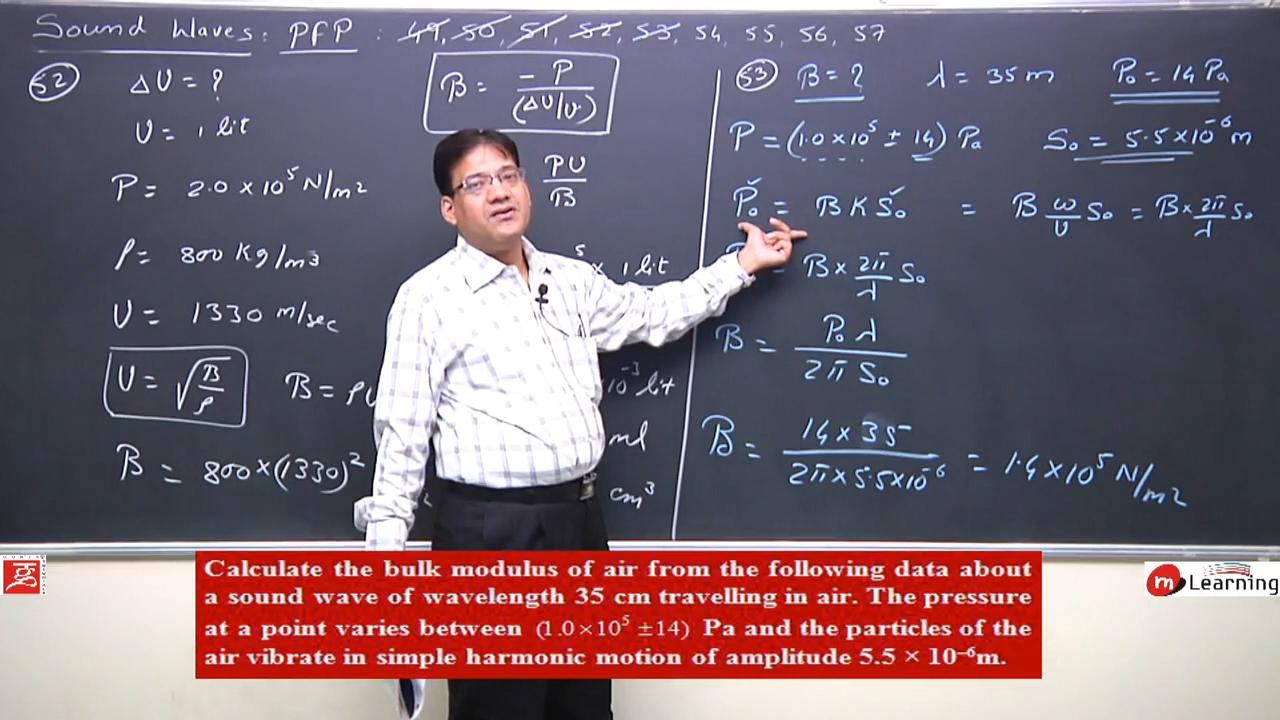 Sound Waves: PfP : 49, 50, 51, 52, 53, 54, 55, 56, 57
52 ΔV = ?
V = 1 lit
P = 2.0 × 10^5 N/m2
ρ = 800 Kg/m3
V = 1330 m/sec
V = √(B/ρ) B = ρV
B = 800 × (1330)^2
B = -P/(ΔV/V)
PV/B
5 × 1 lit
10^-3 lit
ml
cm3
53 B = ? λ = 35 m P0 = 14 Pa
P = (1.0 × 10^5 ± 14) Pa S0 = 5.5 × 10^-6 m
P0 = B K S0 = B ω/V S0 = B × 2π/λ S0
= B × 2π/λ S0
B = P0 λ / 2π S0
B = 14 × 35 / 2π × 5.5 × 10^-6 = 1.4 × 10^5 N/m2
Calculate the bulk modulus of air from the following data about
a sound wave of wavelength 35 cm travelling in air. The pressure
at a point varies between (1.0×10^5 ±14) Pa and the particles of the
air vibrate in simple harmonic motion of amplitude 5.5 × 10^–6m.
m Learning